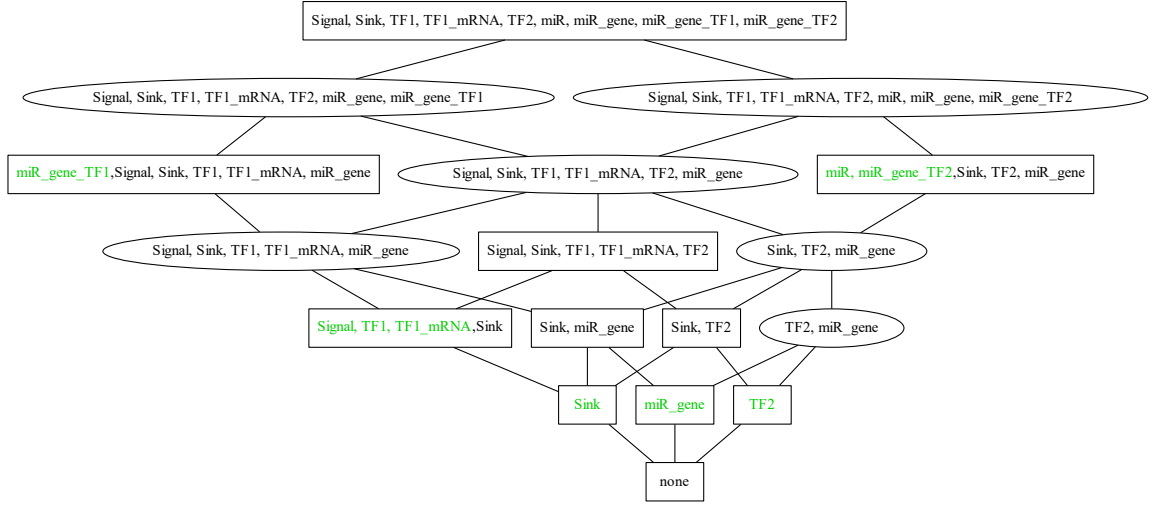 Signal, Sink, TF1, TF1_mRNA, TF2, miR, miR_gene, miR_gene_TF1, miR_gene_TF2
Signal, Sink, TF1, TF1_mRNA, TF2, miR_gene, miR_gene_TF1
Signal, Sink, TF1, TF1_mRNA, TF2, miR, miR_gene, miR_gene_TF2
miR_gene_TF1,Signal, Sink, TF1, TF1_mRNA, miR_gene
Signal, Sink, TF1, TF1_mRNA, TF2, miR_gene
miR, miR_gene_TF2,Sink, TF2, miR_gene
Signal, Sink, TF1, TF1_mRNA, miR_gene
Signal, Sink, TF1, TF1_mRNA, TF2
Sink, TF2, miR_gene
Signal, TF1, TF1_mRNA,Sink
Sink, miR_gene
Sink, TF2
TF2, miR_gene
Sink
miR_gene
TF2
none